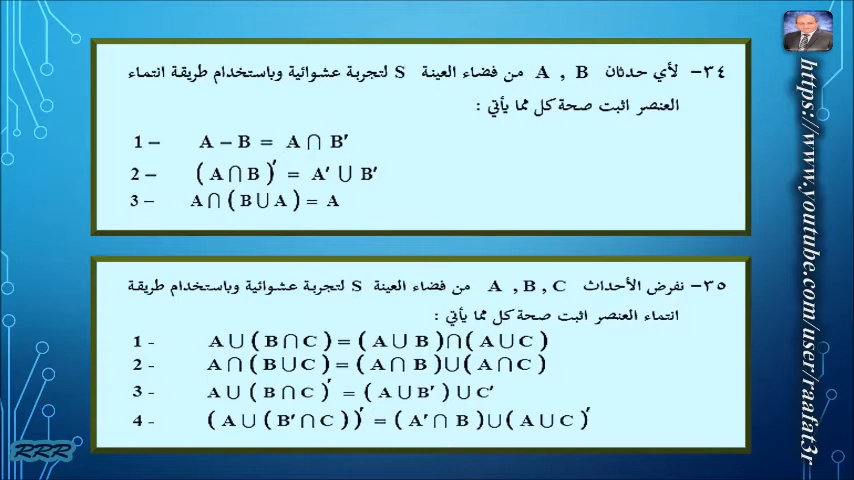 ٣٤- لأي حدثان A , B من فضاء العينة S لتجربة عشوائية وباستخدام طريقة انتماء
العنصر اثبت صحة كل مما يأتي :
1 – A – B = A ⋂ B′
2 – ( A ⋂ B )′ = A′ ⋃ B′
3 – A ⋂ ( B ⋃ A ) = A
٣٥- نفرض الأحداث A , B , C من فضاء العينة S لتجربة عشوائية وباستخدام طريقة
انتماء العنصر اثبت صحة كل مما يأتي :
1 - A ⋃ ( B ⋂ C ) = ( A ⋃ B ) ⋂ ( A ⋃ C )
2 - A ⋂ ( B ⋃ C ) = ( A ⋂ B ) ⋃ ( A ⋂ C )
3 - A ⋃ ( B ⋂ C )′ = ( A ⋃ B′ ) ⋃ C′
4 - ( A ⋃ ( B′ ⋂ C ) )′ = ( A′ ⋂ B ) ⋃ ( A ⋃ C )′
https://www.youtube.com/user/raafat3r
RRR